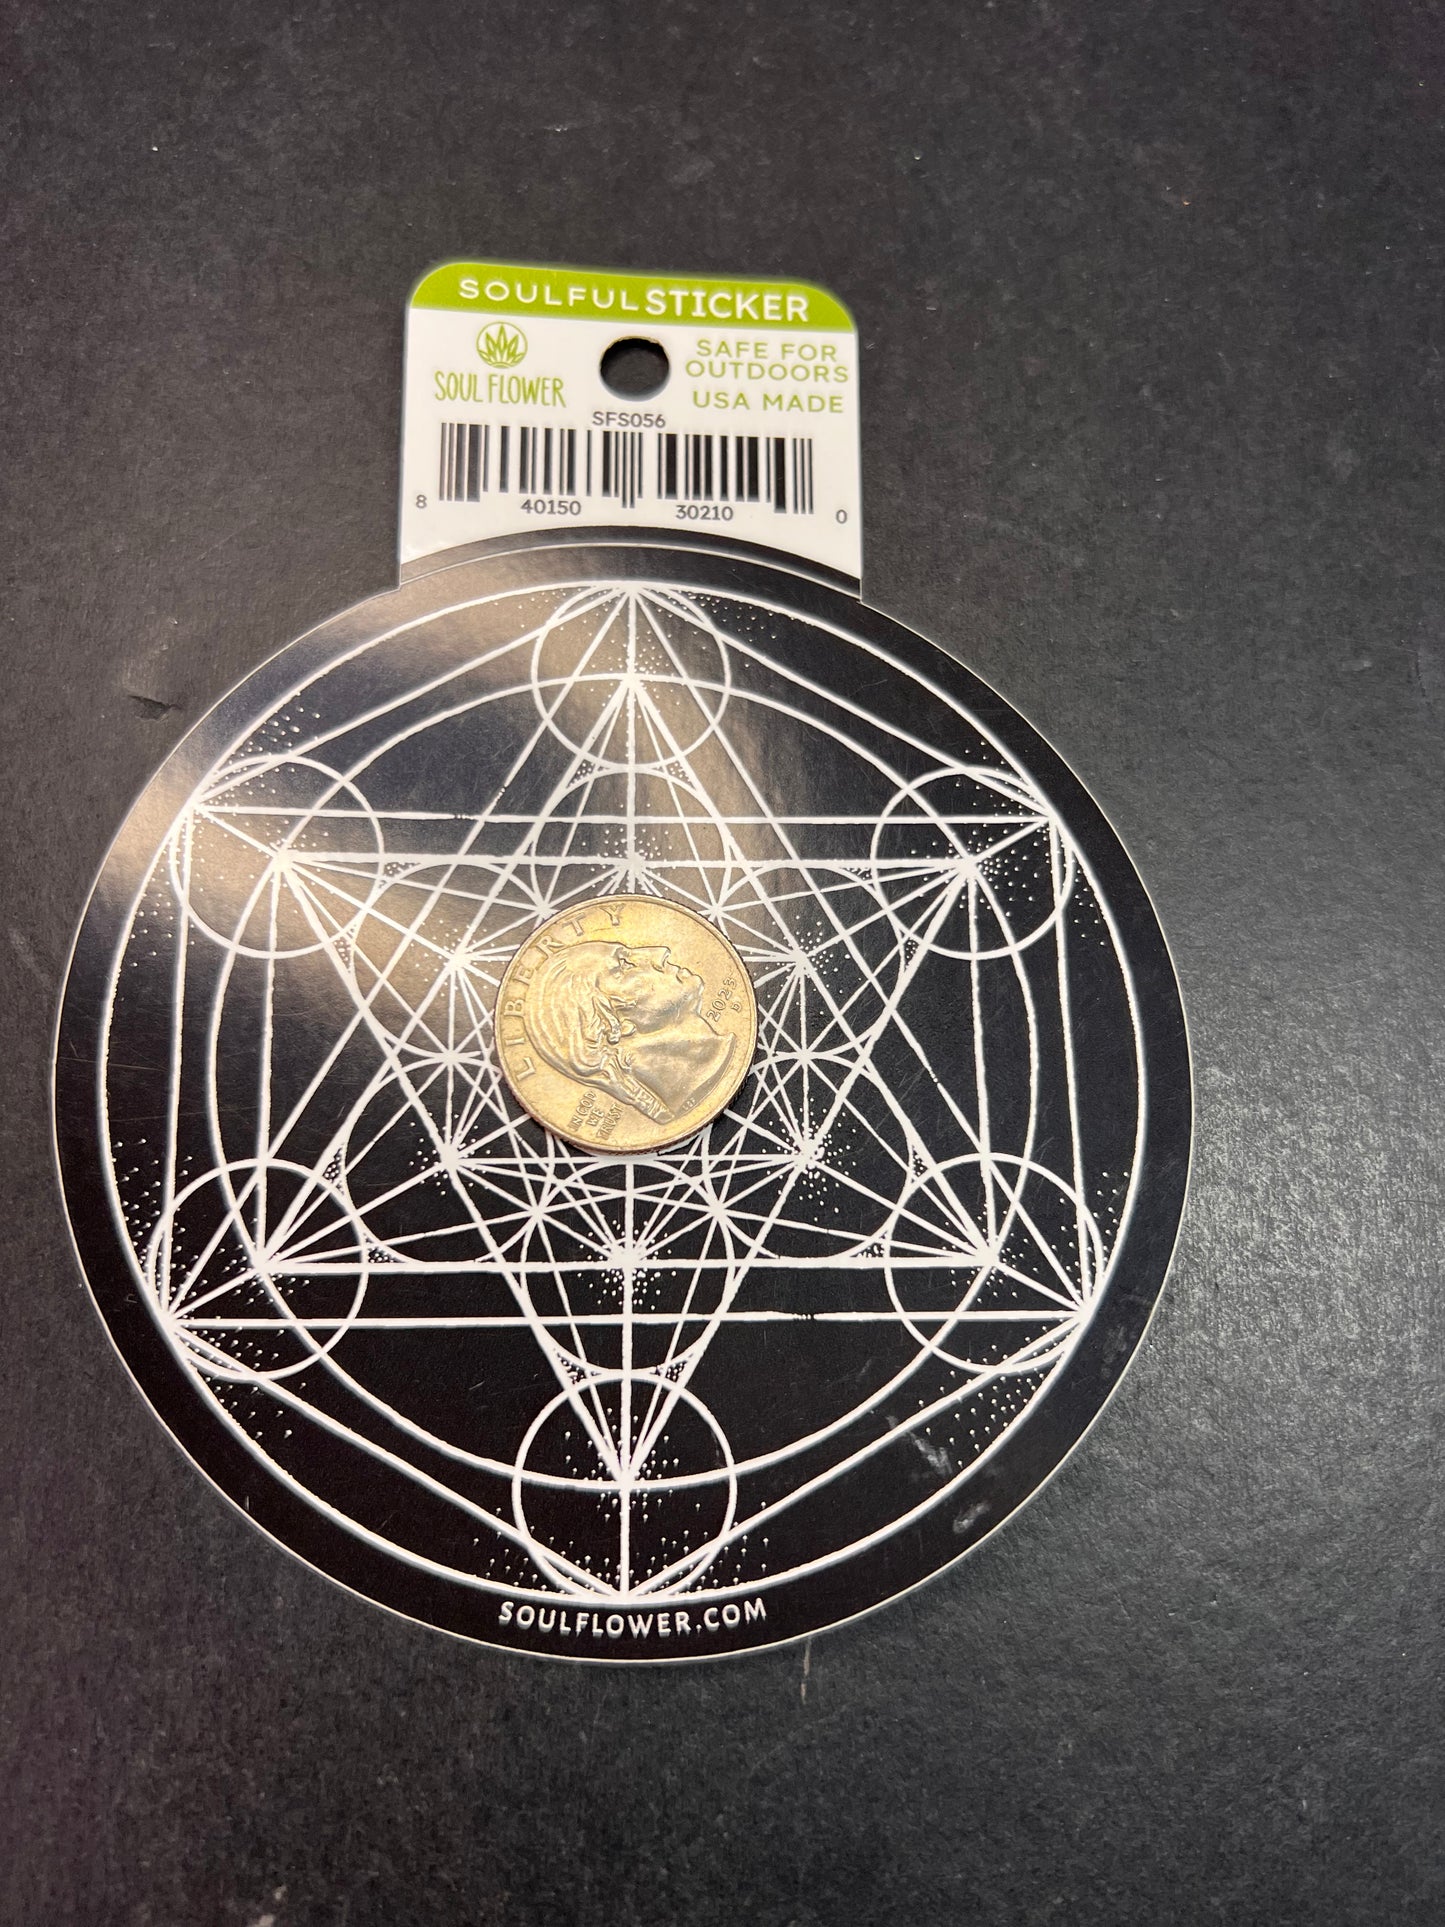 SOULFUL STICKER
SOUL FLOWER
SAFE FOR
OUTDOORS
USA MADE
SFS056
8 40150 30210 0
LIBERTY
2023
IN GOD
WE
TRUST
SOULFLOWER.COM